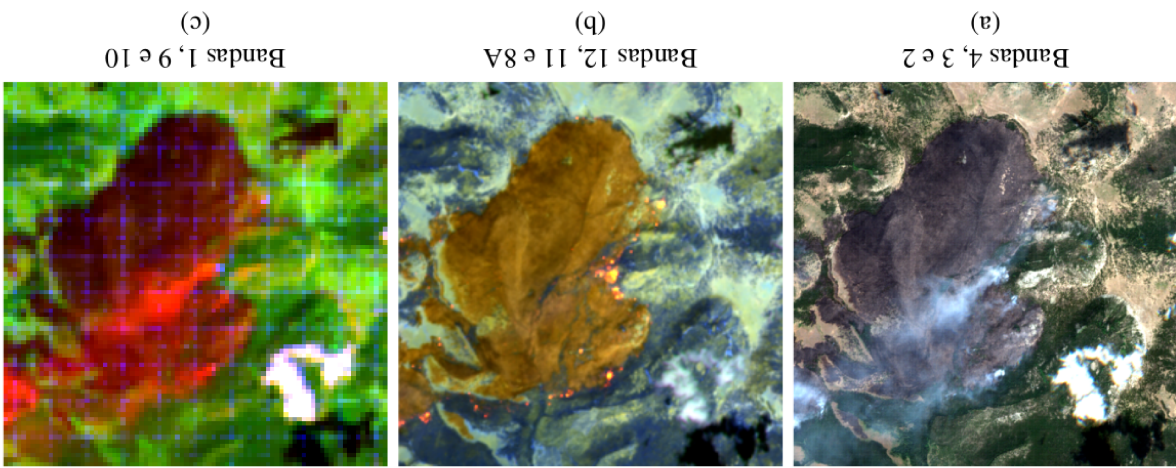 Bandas 4, 3 e 2
(a)
Bandas 12, 11 e 8A
(b)
Bandas 1, 9 e 10
(c)